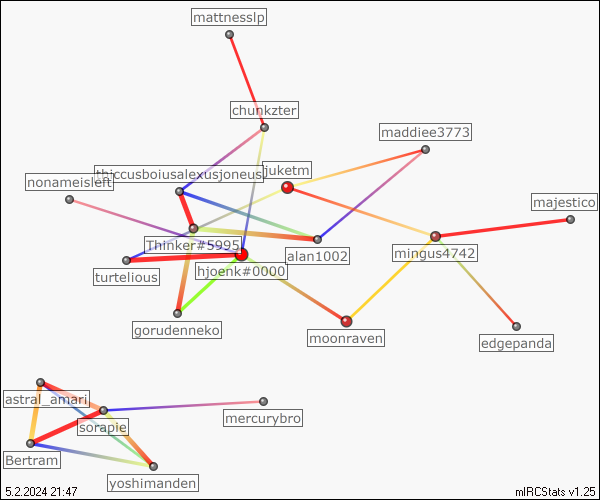 mattnesslp
chunkzter
maddiee3773
thiccusboiusalexusjoneusi
juketm
nonameisleft
majestico
Thinker#5995
alan1002
mingus4742
turtelious
hjoenk#0000
gorudenneko
moonraven
edgepanda
astral_amari
sorapie
mercurybro
Bertram
yoshimanden
5.2.2024 21:47
mIRCStats v1.25